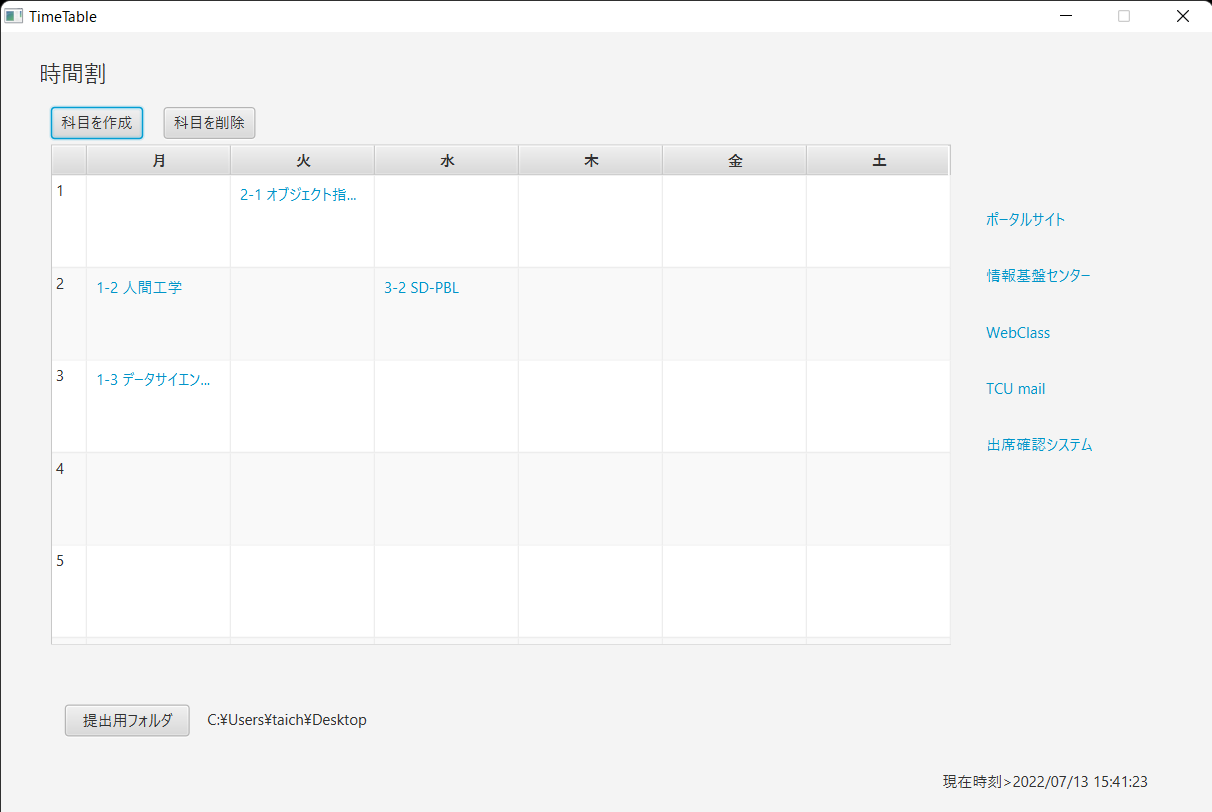 TimeTable
時間割
科目を作成 科目を削除
月 火 水 木 金 土
1 2-1 オブジェクト指...
ポータルサイト
情報基盤センター
2 1-2 人間工学 3-2 SD-PBL
WebClass
3 1-3 データサイエン...
TCU mail
出席確認システム
4
5
提出用フォルダ C:¥Users¥taich¥Desktop
現在時刻>2022/07/13 15:41:23